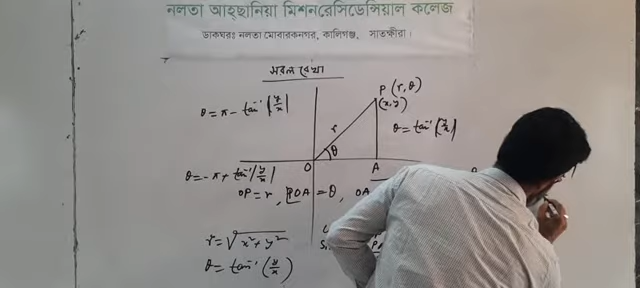 নলতা আহ্ছানিয়া মিশনরেসিডেন্সিয়াল কলেজ
ডাকঘরঃ নলতা মোবারকনগর, কালিগঞ্জ, সাতক্ষীরা।
সরল রেখা
P (r, θ)
(x, y)
θ = π - tan⁻¹ |y/x|
r
θ = tan⁻¹ |y/x|
θ
O A
θ = -π + tan⁻¹ |y/x|
OP = r, ∠POA = θ, OA
r = √x² + y²
θ = tan⁻¹ (y/x)